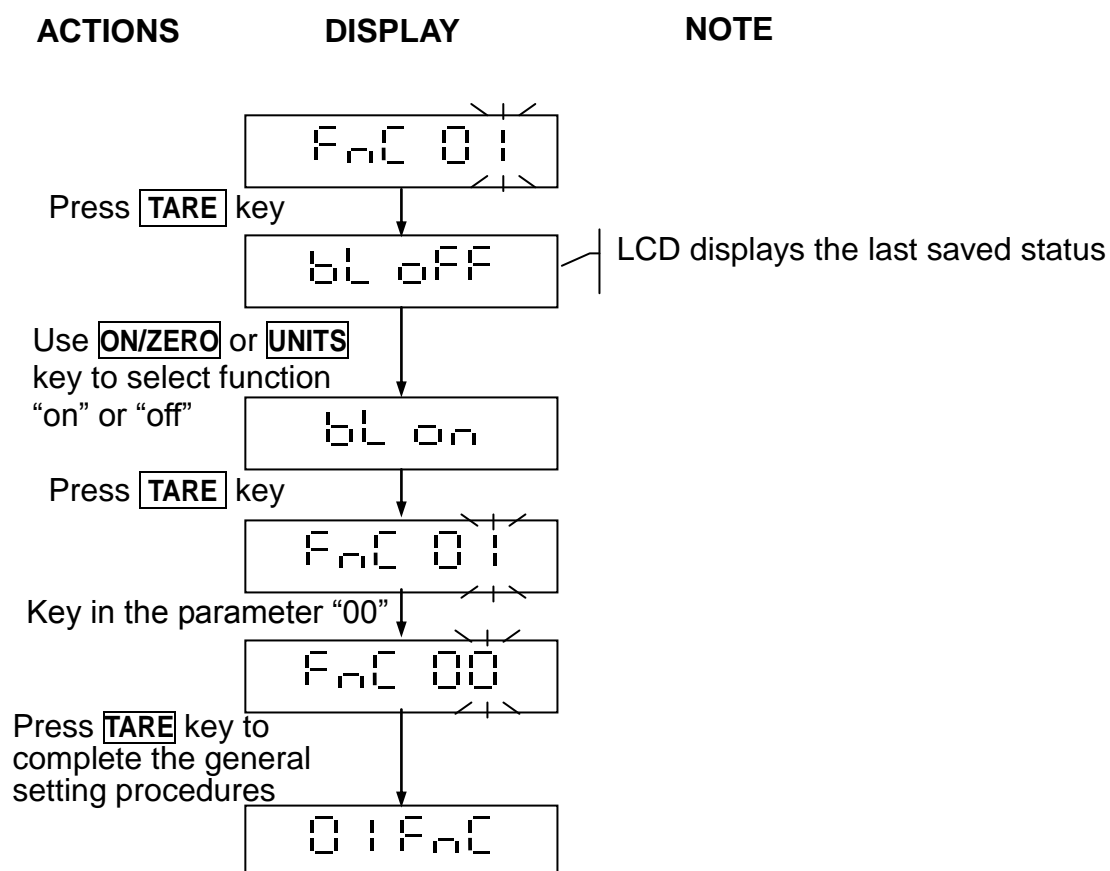 ACTIONS DISPLAY NOTE
FnC 01
Press TARE key
bL oFF
LCD displays the last saved status
Use ON/ZERO or UNITS
key to select function
“on” or “off”
bL on
Press TARE key
FnC 01
Key in the parameter “00”
FnC 00
Press TARE key to
complete the general
setting procedures
01FnC